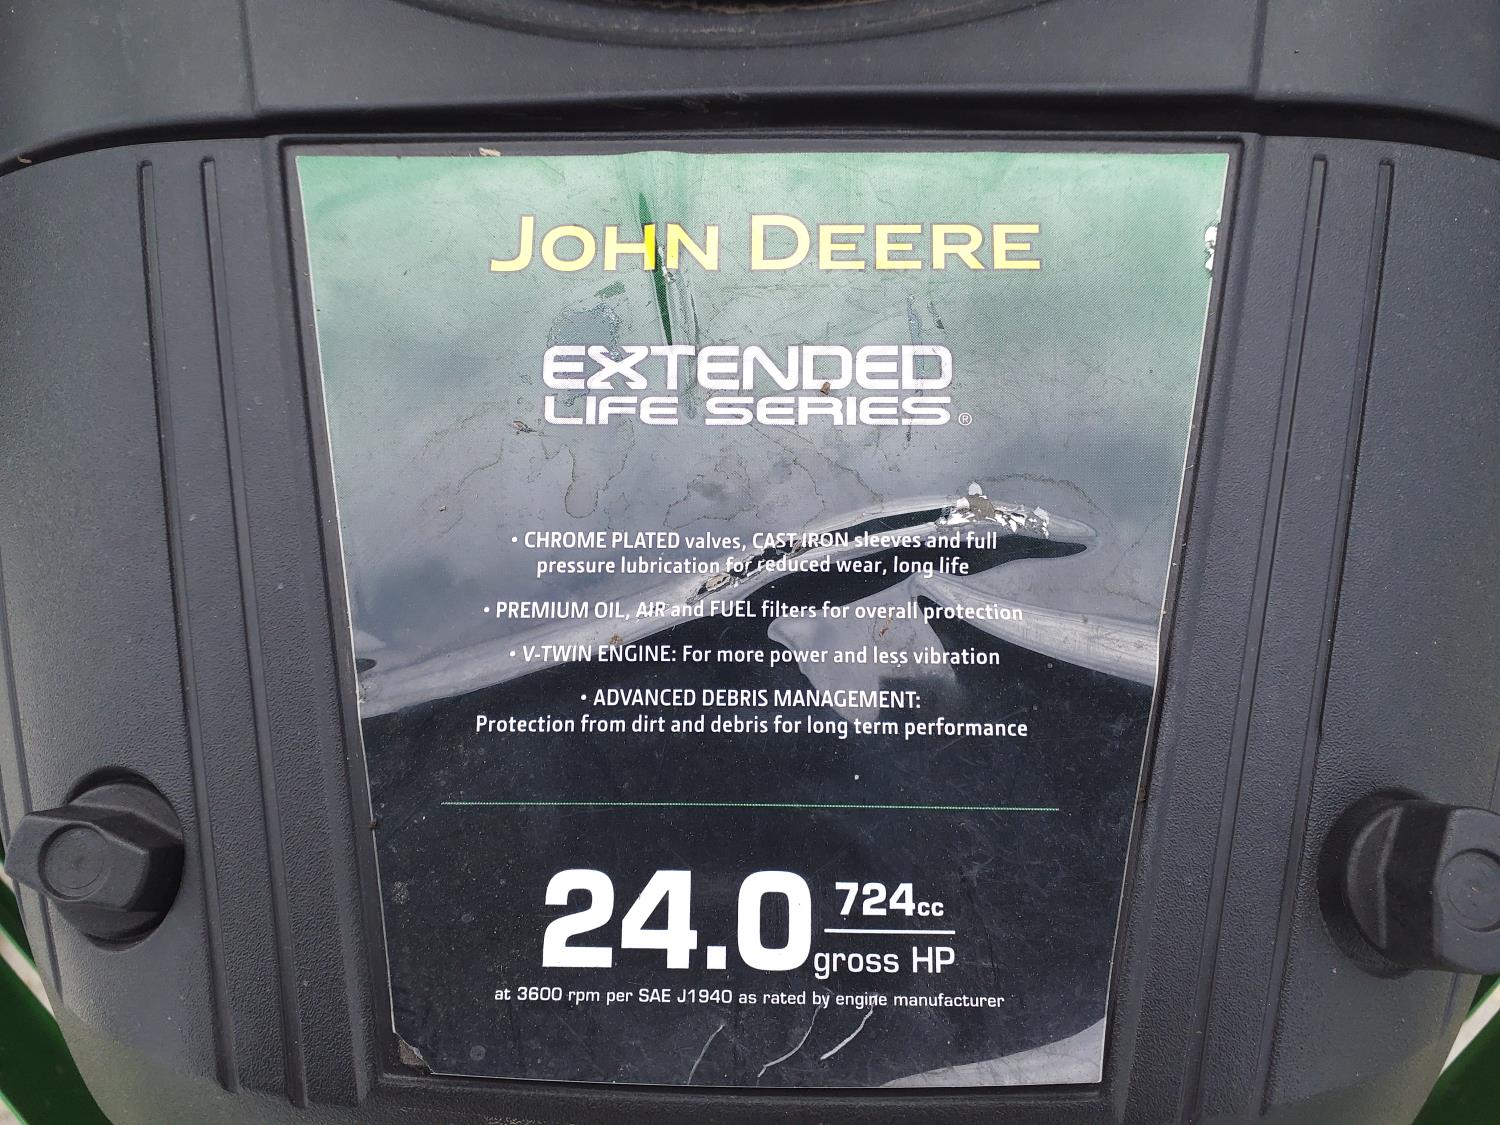 JOHN DEERE
EXTENDED
LIFE SERIES®
• CHROME PLATED valves, CAST IRON sleeves and full
pressure lubrication for reduced wear, long life
• PREMIUM OIL, AIR and FUEL filters for overall protection
• V-TWIN ENGINE: For more power and less vibration
• ADVANCED DEBRIS MANAGEMENT:
Protection from dirt and debris for long term performance
24.0 724cc
gross HP
at 3600 rpm per SAE J1940 as rated by engine manufacturer